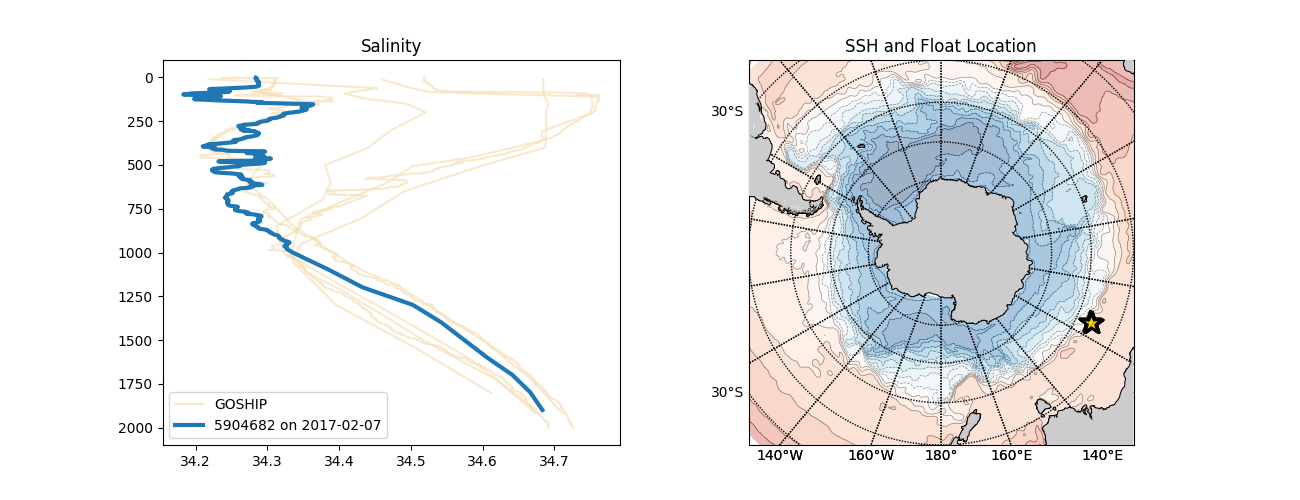 Salinity
0
250
500
750
1000
1250
1500
1750
2000
GOSHIP
5904682 on 2017-02-07
34.2 34.3 34.4 34.5 34.6 34.7
SSH and Float Location
30°S
30°S
140°W 160°W 180° 160°E 140°E